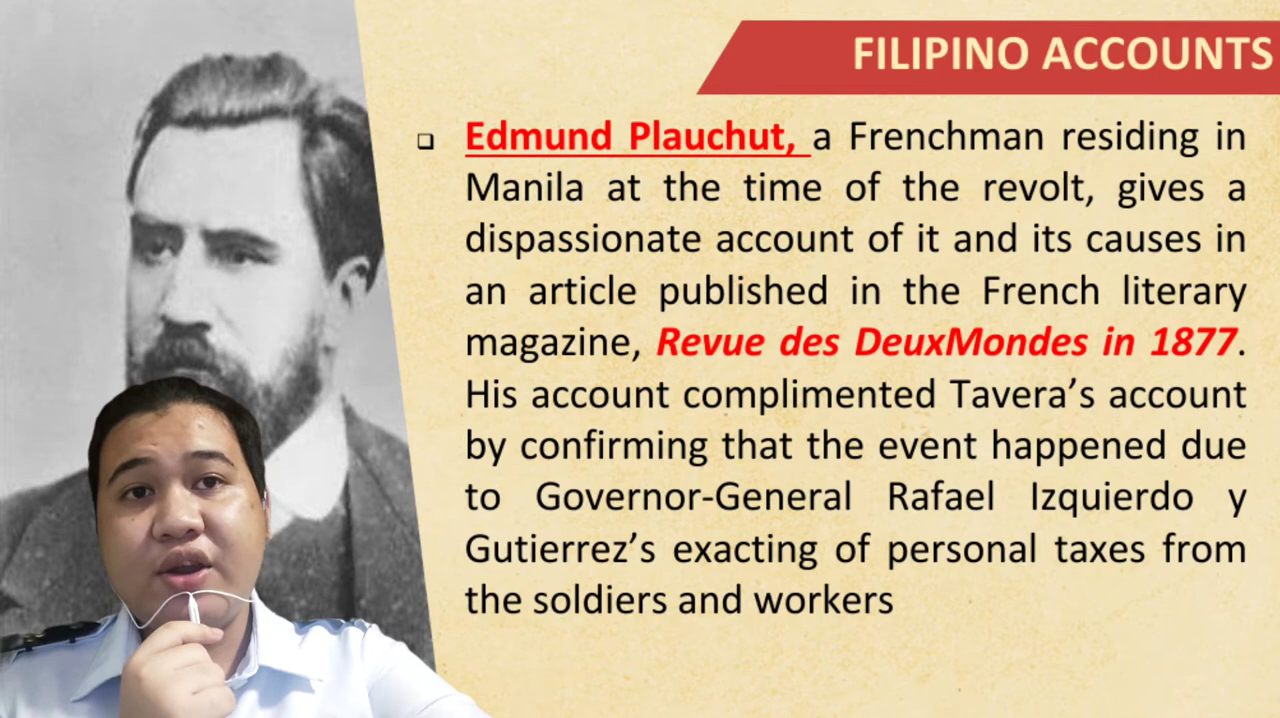 FILIPINO ACCOUNTS
Edmund Plauchut, a Frenchman residing in
Manila at the time of the revolt, gives a
dispassionate account of it and its causes in
an article published in the French literary
magazine, Revue des DeuxMondes in 1877.
His account complimented Tavera’s account
by confirming that the event happened due
to Governor-General Rafael Izquierdo y
Gutierrez’s exacting of personal taxes from
the soldiers and workers